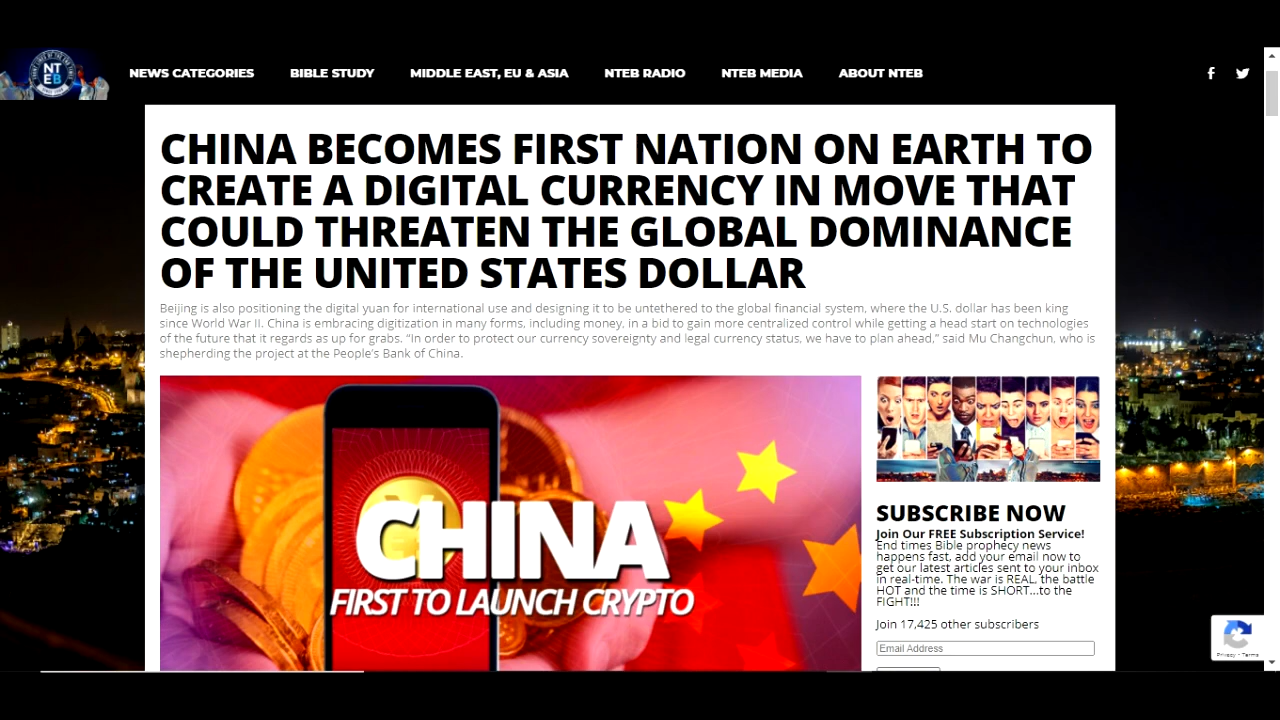 NT
EB
NEWS CATEGORIES
BIBLE STUDY
MIDDLE EAST, EU & ASIA
NTEB RADIO
NTEB MEDIA
ABOUT NTEB
CHINA BECOMES FIRST NATION ON EARTH TO
CREATE A DIGITAL CURRENCY IN MOVE THAT
COULD THREATEN THE GLOBAL DOMINANCE
OF THE UNITED STATES DOLLAR
Beijing is also positioning the digital yuan for international use and designing it to be untethered to the global financial system, where the U.S. dollar has been king
since World War II. China is embracing digitization in many forms, including money, in a bid to gain more centralized control while getting a head start on technologies
of the future that it regards as up for grabs. “In order to protect our currency sovereignty and legal currency status, we have to plan ahead,” said Mu Changchun, who is
shepherding the project at the People’s Bank of China.
CHINA
FIRST TO LAUNCH CRYPTO
SUBSCRIBE NOW
Join Our FREE Subscription Service!
End times Bible prophecy news
happens fast, add your email now to
get our latest articles sent to your inbox
in real-time. The war is REAL, the battle
HOT and the time is SHORT...to the
FIGHT!!!
Join 17,425 other subscribers
Email Address
Privacy - Terms